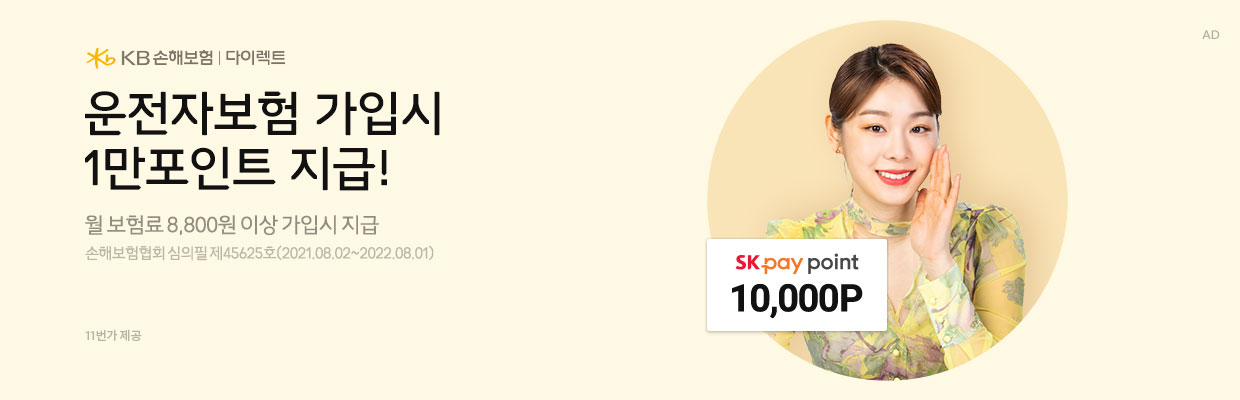 KB 손해보험 | 다이렉트
운전자보험 가입시
1만포인트 지급!
월 보험료 8,800원 이상 가입시 지급
손해보험협회 심의필 제45625호(2021.08.02~2022.08.01)
11번가 제공
AD
SK pay point
10,000P